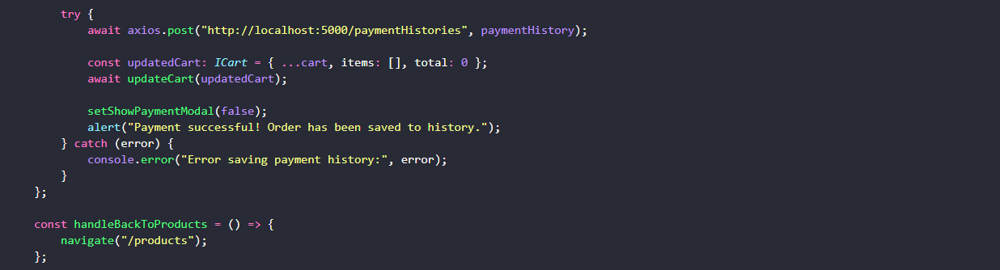 try {
await axios.post("http://localhost:5000/paymentHistories", paymentHistory);
const updatedCart: ICart = { ...cart, items: [], total: 0 };
await updateCart(updatedCart);
setShowPaymentModal(false);
alert("Payment successful! Order has been saved to history.");
} catch (error) {
console.error("Error saving payment history:", error);
}
};
const handleBackToProducts = () => {
navigate("/products");
};